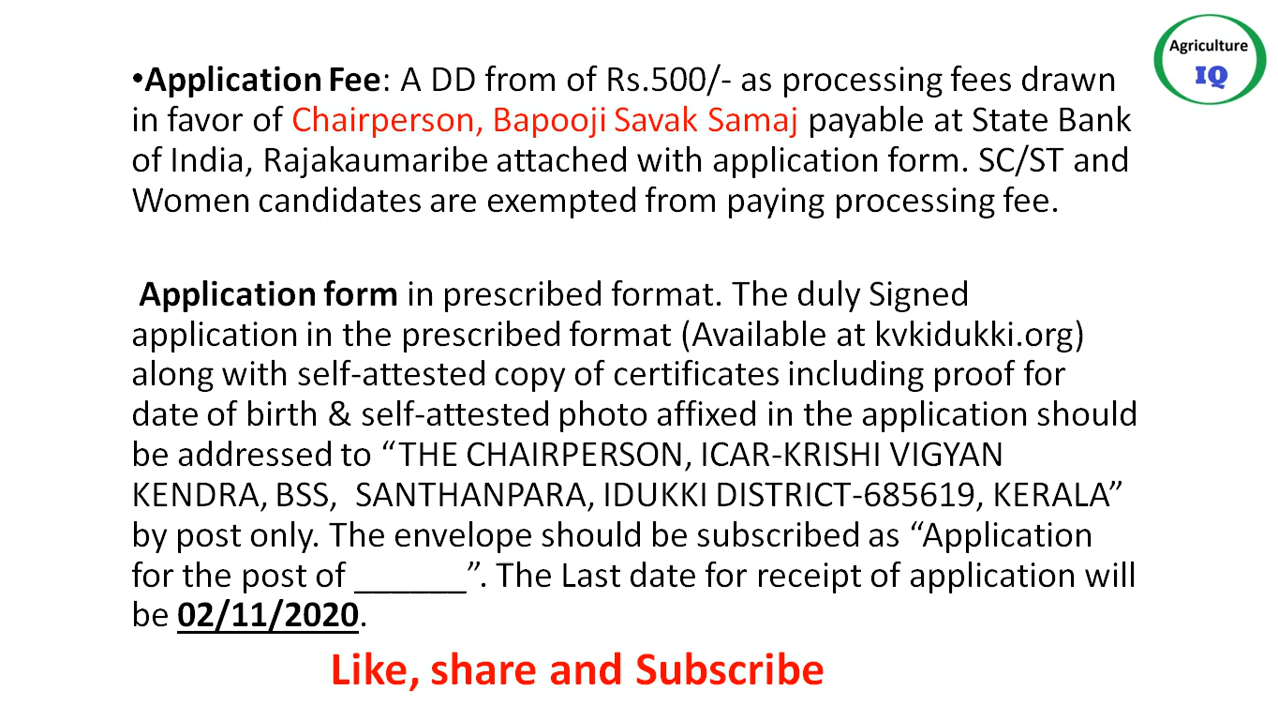 Agriculture
IQ
•Application Fee: A DD from of Rs.500/- as processing fees drawn
in favor of Chairperson, Bapooji Savak Samaj payable at State Bank
of India, Rajakaumaribe attached with application form. SC/ST and
Women candidates are exempted from paying processing fee.
Application form in prescribed format. The duly Signed
application in the prescribed format (Available at kvkidukki.org)
along with self-attested copy of certificates including proof for
date of birth & self-attested photo affixed in the application should
be addressed to “THE CHAIRPERSON, ICAR-KRISHI VIGYAN
KENDRA, BSS, SANTHANPARA, IDUKKI DISTRICT-685619, KERALA”
by post only. The envelope should be subscribed as “Application
for the post of ______”. The Last date for receipt of application will
be 02/11/2020.
Like, share and Subscribe